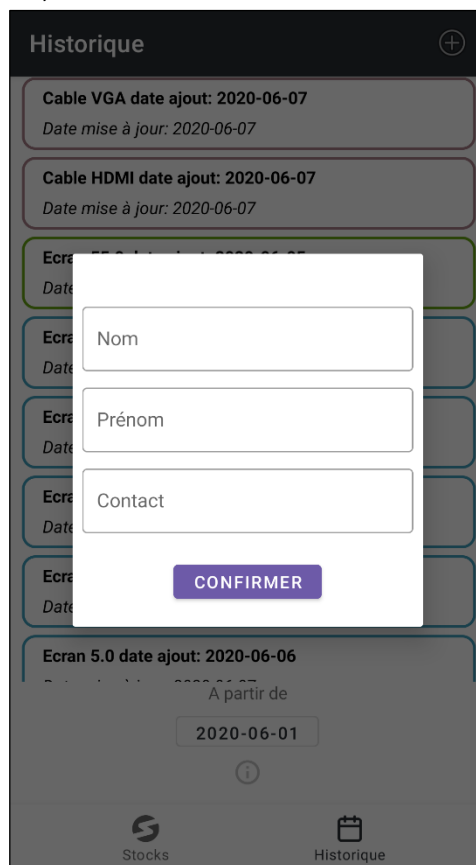 Historique
Cable VGA date ajout: 2020-06-07
Date mise à jour: 2020-06-07
Cable HDMI date ajout: 2020-06-07
Date mise à jour: 2020-06-07
Ecra
Date
Nom
Ecra
Date
Ecra
Prénom
Date
Ecra
Contact
Date
Ecra
CONFIRMER
Date
Ecran 5.0 date ajout: 2020-06-06
A partir de
2020-06-01
Stocks
Historique